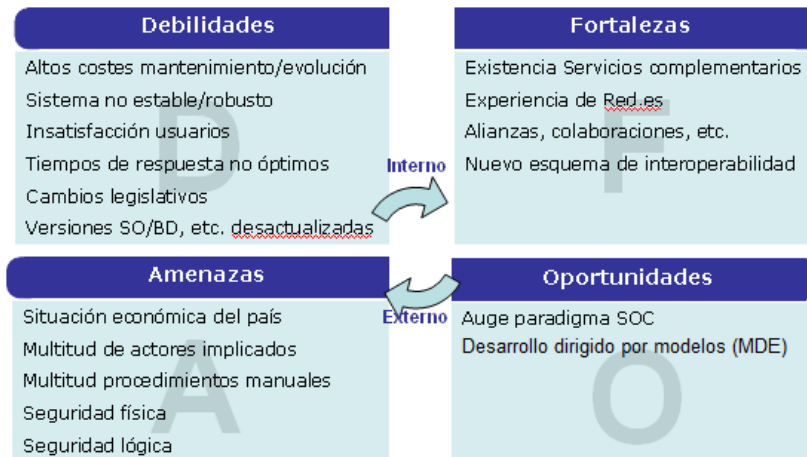 Debilidades
Altos costes mantenimiento/evolución
Sistema no estable/robusto
Insatisfacción usuarios
Tiempos de respuesta no óptimos
Cambios legislativos
Versiones SO/BD, etc. desactualizadas
D
Fortalezas
Existencia Servicios complementarios
Experiencia de Red.es
Alianzas, colaboraciones, etc.
Nuevo esquema de interoperabilidad
F
Interno
Amenazas
Situación económica del país
Multitud de actores implicados
Multitud procedimientos manuales
Seguridad física
Seguridad lógica
A
Externo
Oportunidades
Auge paradigma SOC
Desarrollo dirigido por modelos (MDE)
O